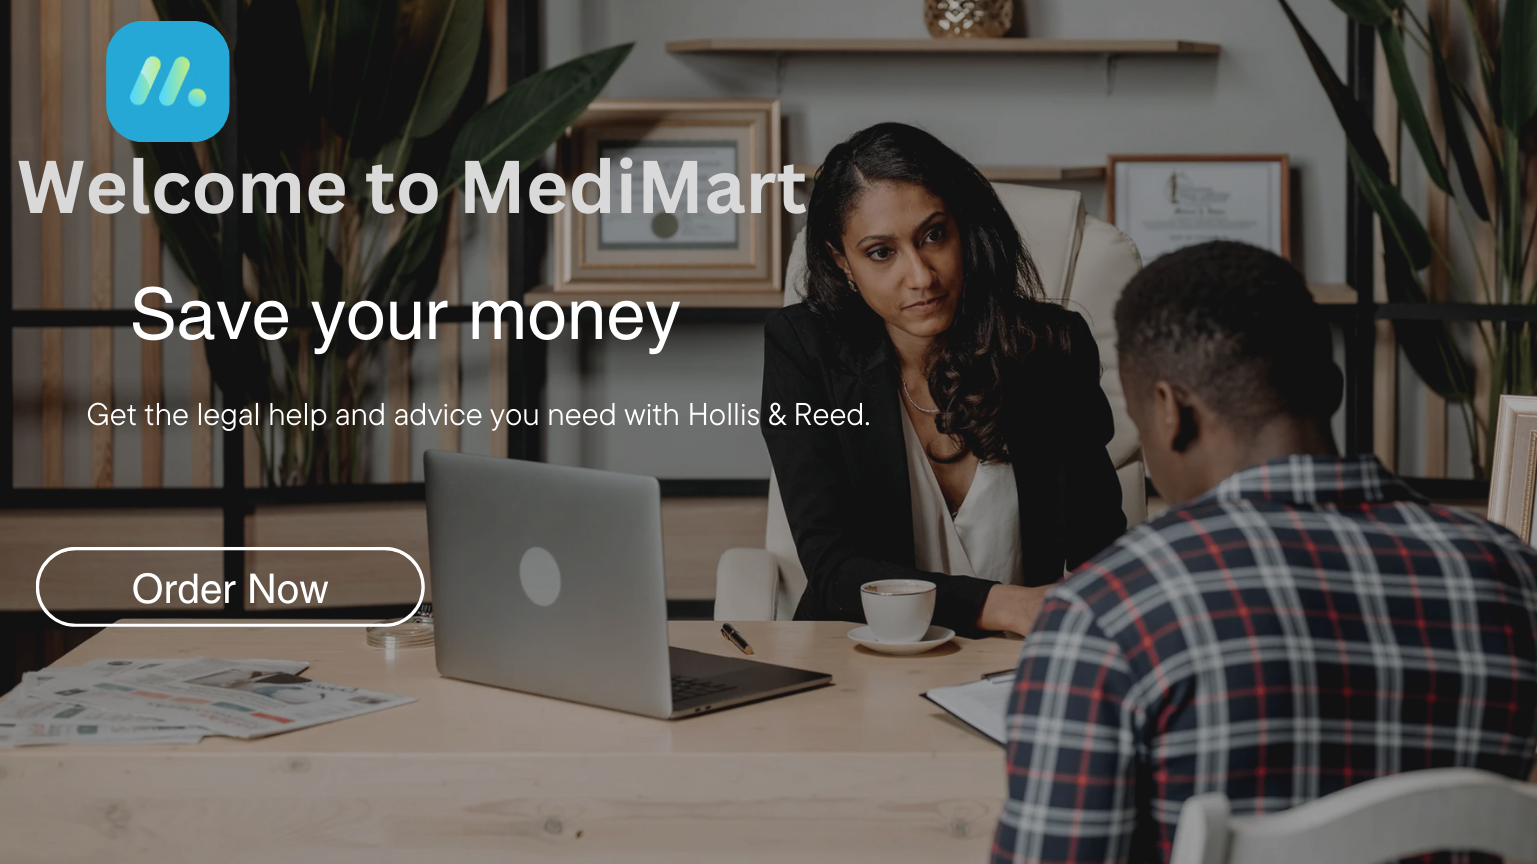 Welcome to MediMart
Save your money
Get the legal help and advice you need with Hollis & Reed.
Order Now